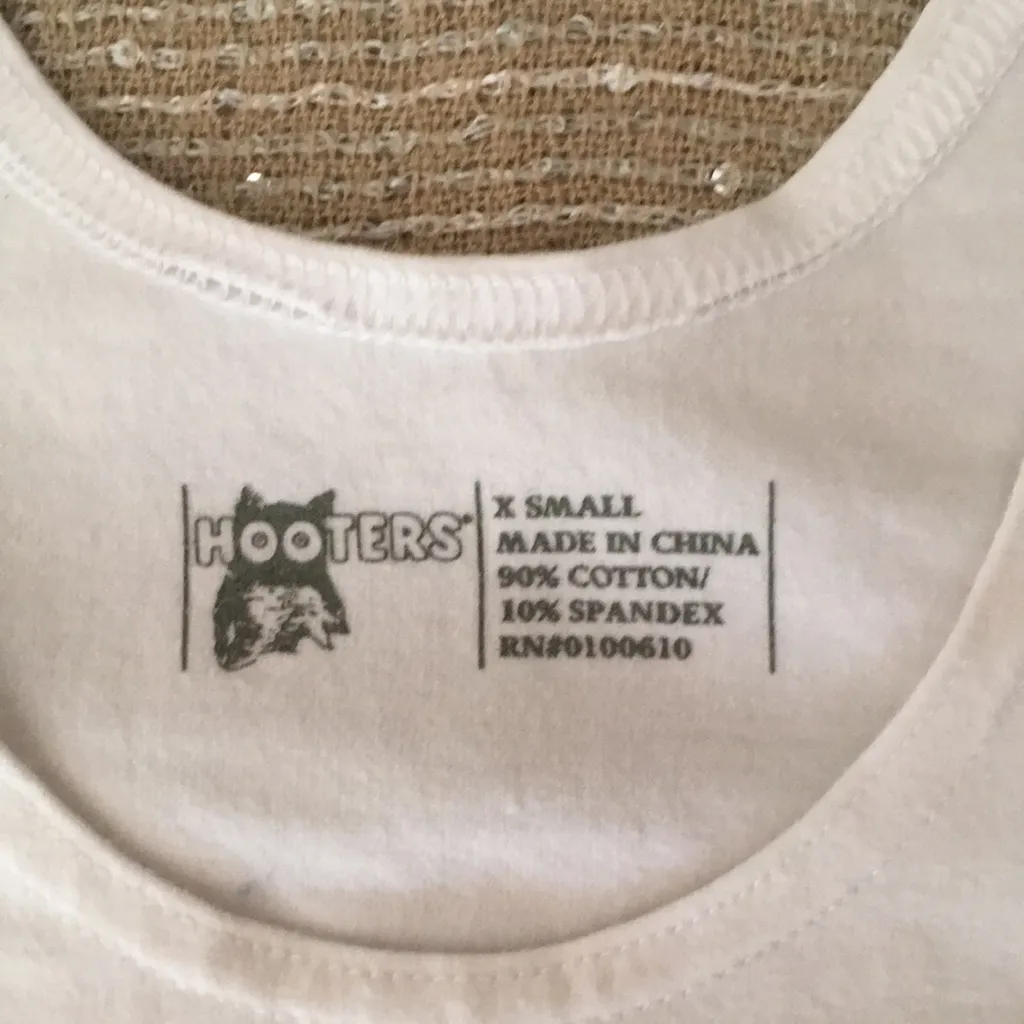 HOOTERS
X SMALL
MADE IN CHINA
90% COTTON/
10% SPANDEX
RN#0100610